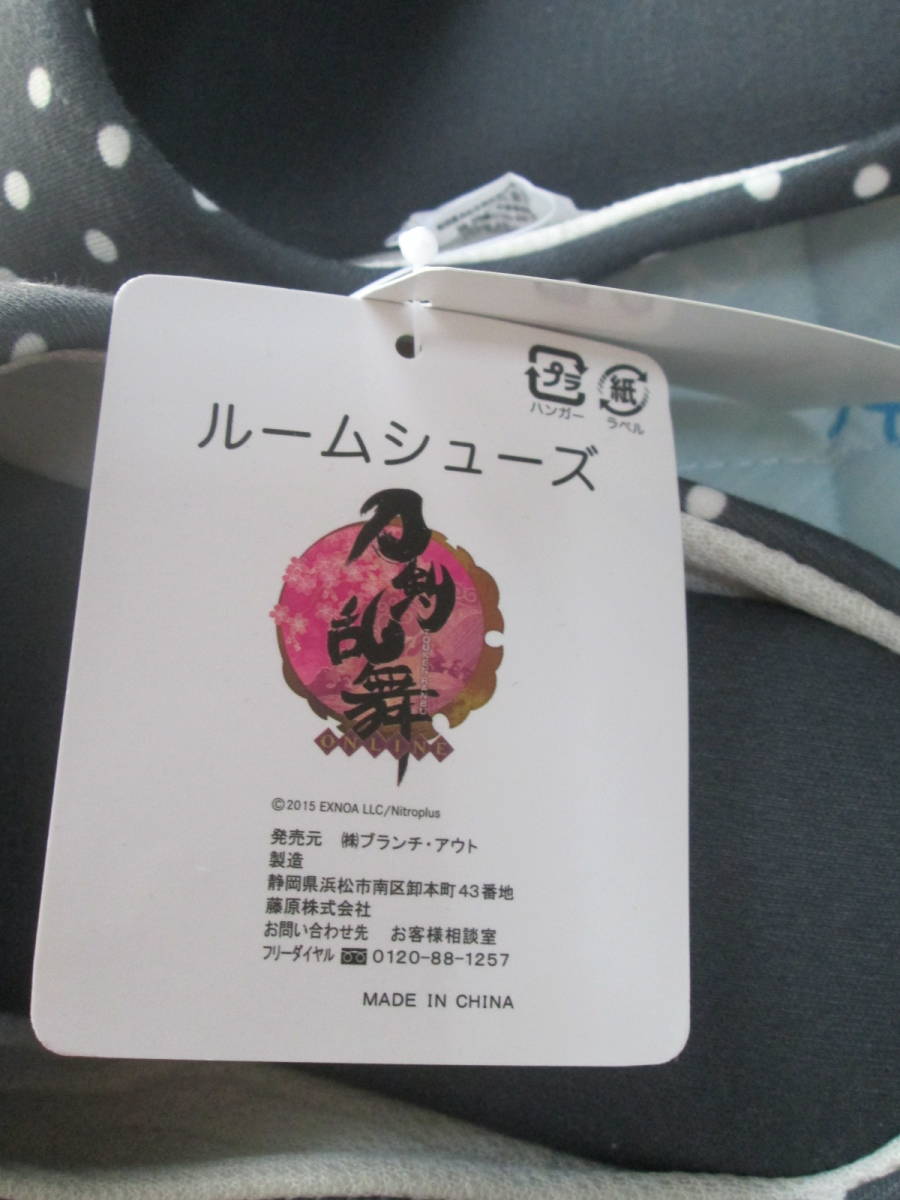 プラ
ハンガー
紙
ラベル
ルームシューズ
刀剣乱舞
TOUKEN RANBU
ONLINE
©2015 EXNOA LLC/Nitroplus
発売元　㈱ブランチ・アウト
製造
静岡県浜松市南区卸本町43番地
藤原株式会社
お問い合わせ先　お客様相談室
フリーダイヤル 0120-88-1257
MADE IN CHINA